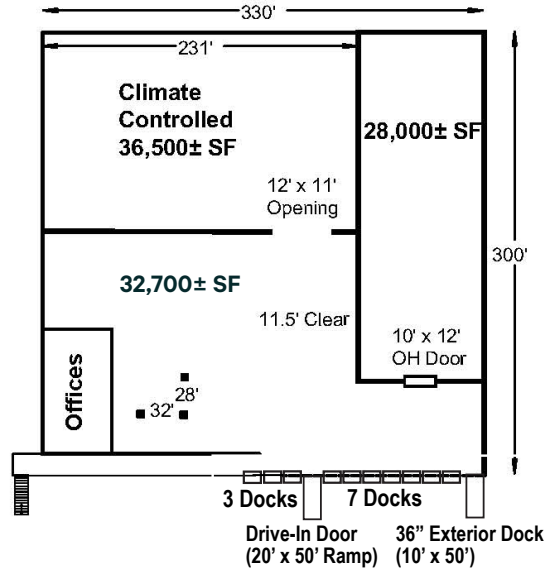 330'
231'
Climate
Controlled
36,500± SF
28,000± SF
12' x 11'
Opening
300'
32,700± SF
11.5' Clear
10' x 12'
OH Door
Offices
28'
32'
3 Docks
7 Docks
Drive-In Door
(20' x 50' Ramp)
36” Exterior Dock
(10' x 50')